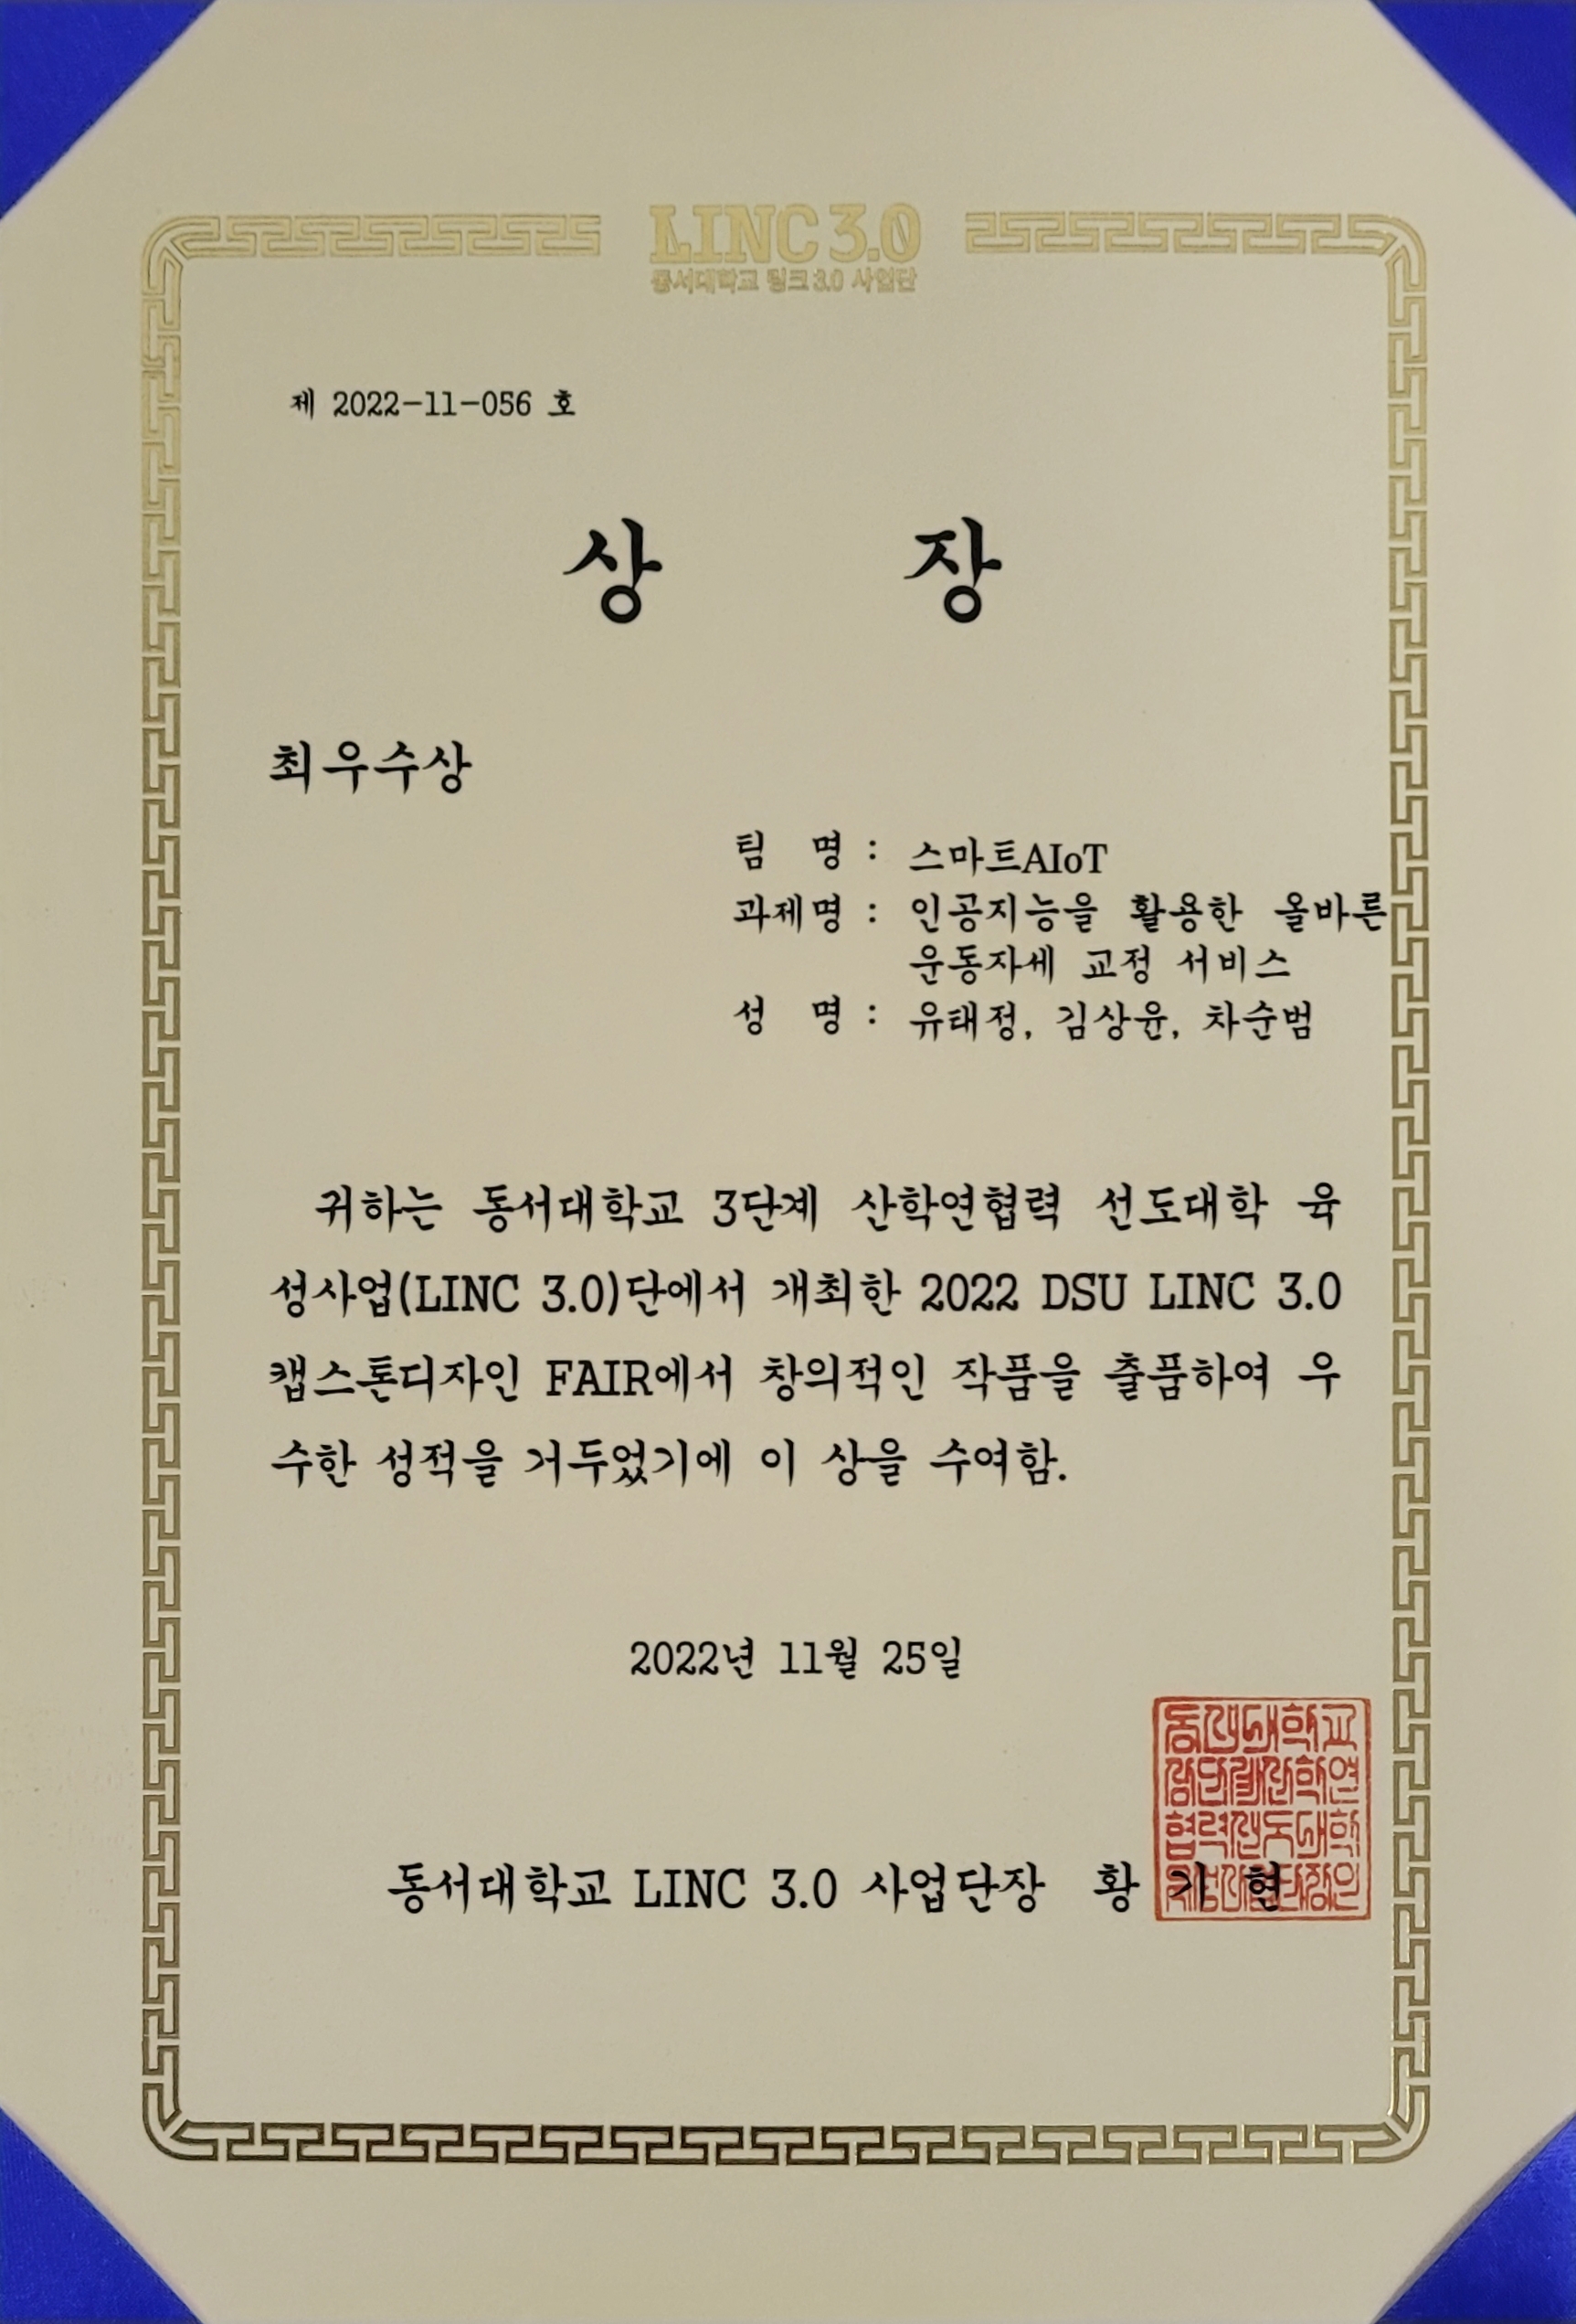 LINC 3.0
동서대학교 링크 3.0 사업단
제 2022-11-056 호
상 장
최우수상
팀 명 : 스마트AIoT
과제명 : 인공지능을 활용한 올바른
운동자세 교정 서비스
성 명 : 유태정, 김상윤, 차순범
귀하는 동서대학교 3단계 산학연협력 선도대학 육
성사업(LINC 3.0)단에서 개최한 2022 DSU LINC 3.0
캡스톤디자인 FAIR에서 창의적인 작품을 출품하여 우
수한 성적을 거두었기에 이 상을 수여함.
2022년 11월 25일
동서대학교
산학연
협력선도대학
동서대학교 LINC 3.0 사업단장 황 기 현